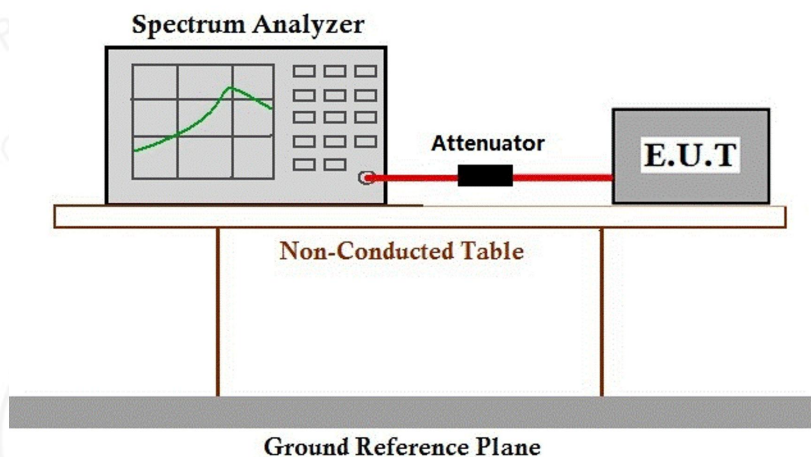 Spectrum Analyzer
Attenuator
E.U.T
Non-Conducted Table
Ground Reference Plane